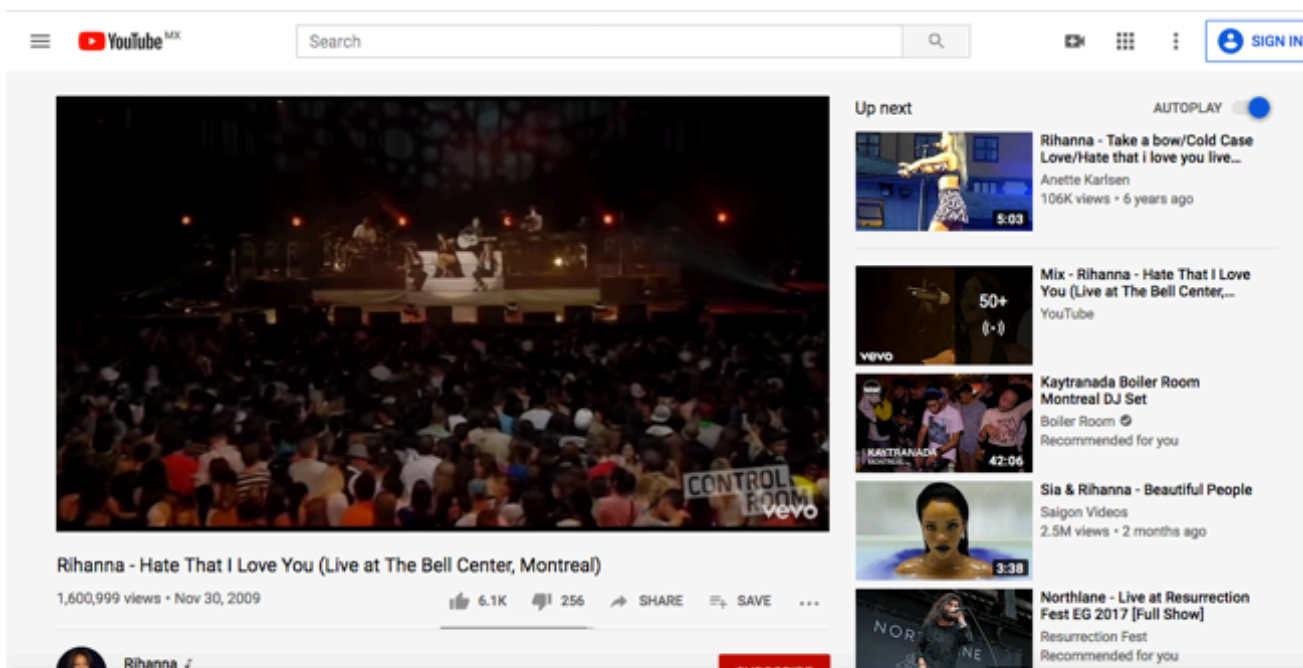 YouTube MX
Search
SIGN IN
CONTROL
ROOM
vevo
Rihanna - Hate That I Love You (Live at The Bell Center, Montreal)
1,600,999 views • Nov 30, 2009
6.1K 256 SHARE SAVE
Rihanna
SUBSCRIBE
Up next
AUTOPLAY
5:03
Rihanna - Take a bow/Cold Case
Love/Hate that i love you live...
Anette Karlsen
106K views • 6 years ago
50+
vevo
Mix - Rihanna - Hate That I Love
You (Live at The Bell Center,...
YouTube
KAYTRANADA
42:06
Kaytranada Boiler Room
Montreal DJ Set
Boiler Room
Recommended for you
3:38
Sia & Rihanna - Beautiful People
Saigon Videos
2.5M views • 2 months ago
Northlane - Live at Resurrection
Fest EG 2017 [Full Show]
Resurrection Fest
Recommended for you